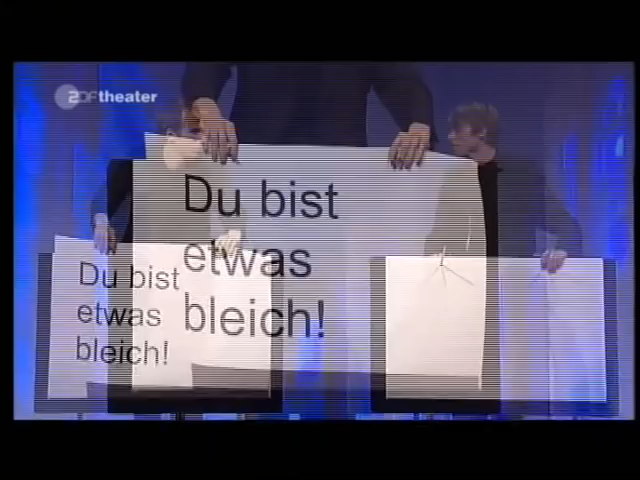 ZDFtheater
Du bist
etwas
bleich!
Du bist
etwas
bleich!